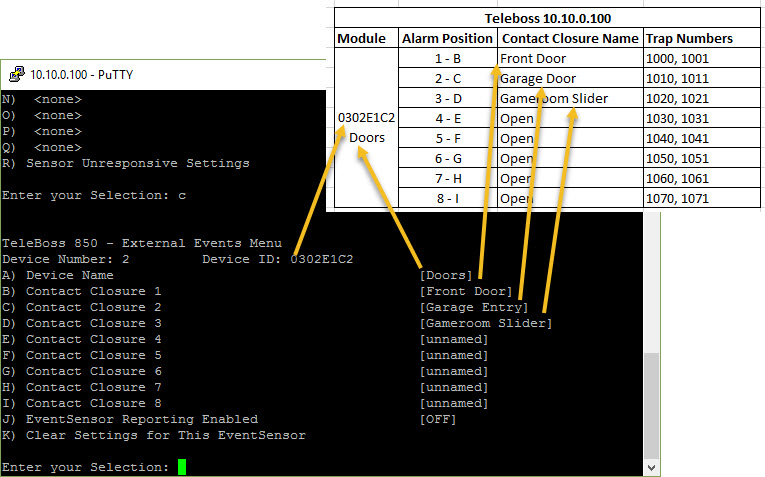 Teleboss 10.10.0.100
Module Alarm Position Contact Closure Name Trap Numbers
1 - B Front Door 1000, 1001
2 - C Garage Door 1010, 1011
3 - D Gameroom Slider 1020, 1021
0302E1C2 4 - E Open 1030, 1031
Doors 5 - F Open 1040, 1041
6 - G Open 1050, 1051
7 - H Open 1060, 1061
8 - I Open 1070, 1071
10.10.0.100 - PuTTY
N) <none>
O) <none>
P) <none>
Q) <none>
R) Sensor Unresponsive Settings
Enter your Selection: c
TeleBoss 850 - External Events Menu
Device Number: 2 Device ID: 0302E1C2
A) Device Name [Doors]
B) Contact Closure 1 [Front Door]
C) Contact Closure 2 [Garage Entry]
D) Contact Closure 3 [Gameroom Slider]
E) Contact Closure 4 [unnamed]
F) Contact Closure 5 [unnamed]
G) Contact Closure 6 [unnamed]
H) Contact Closure 7 [unnamed]
I) Contact Closure 8 [unnamed]
J) EventSensor Reporting Enabled [OFF]
K) Clear Settings for This EventSensor
Enter your Selection: